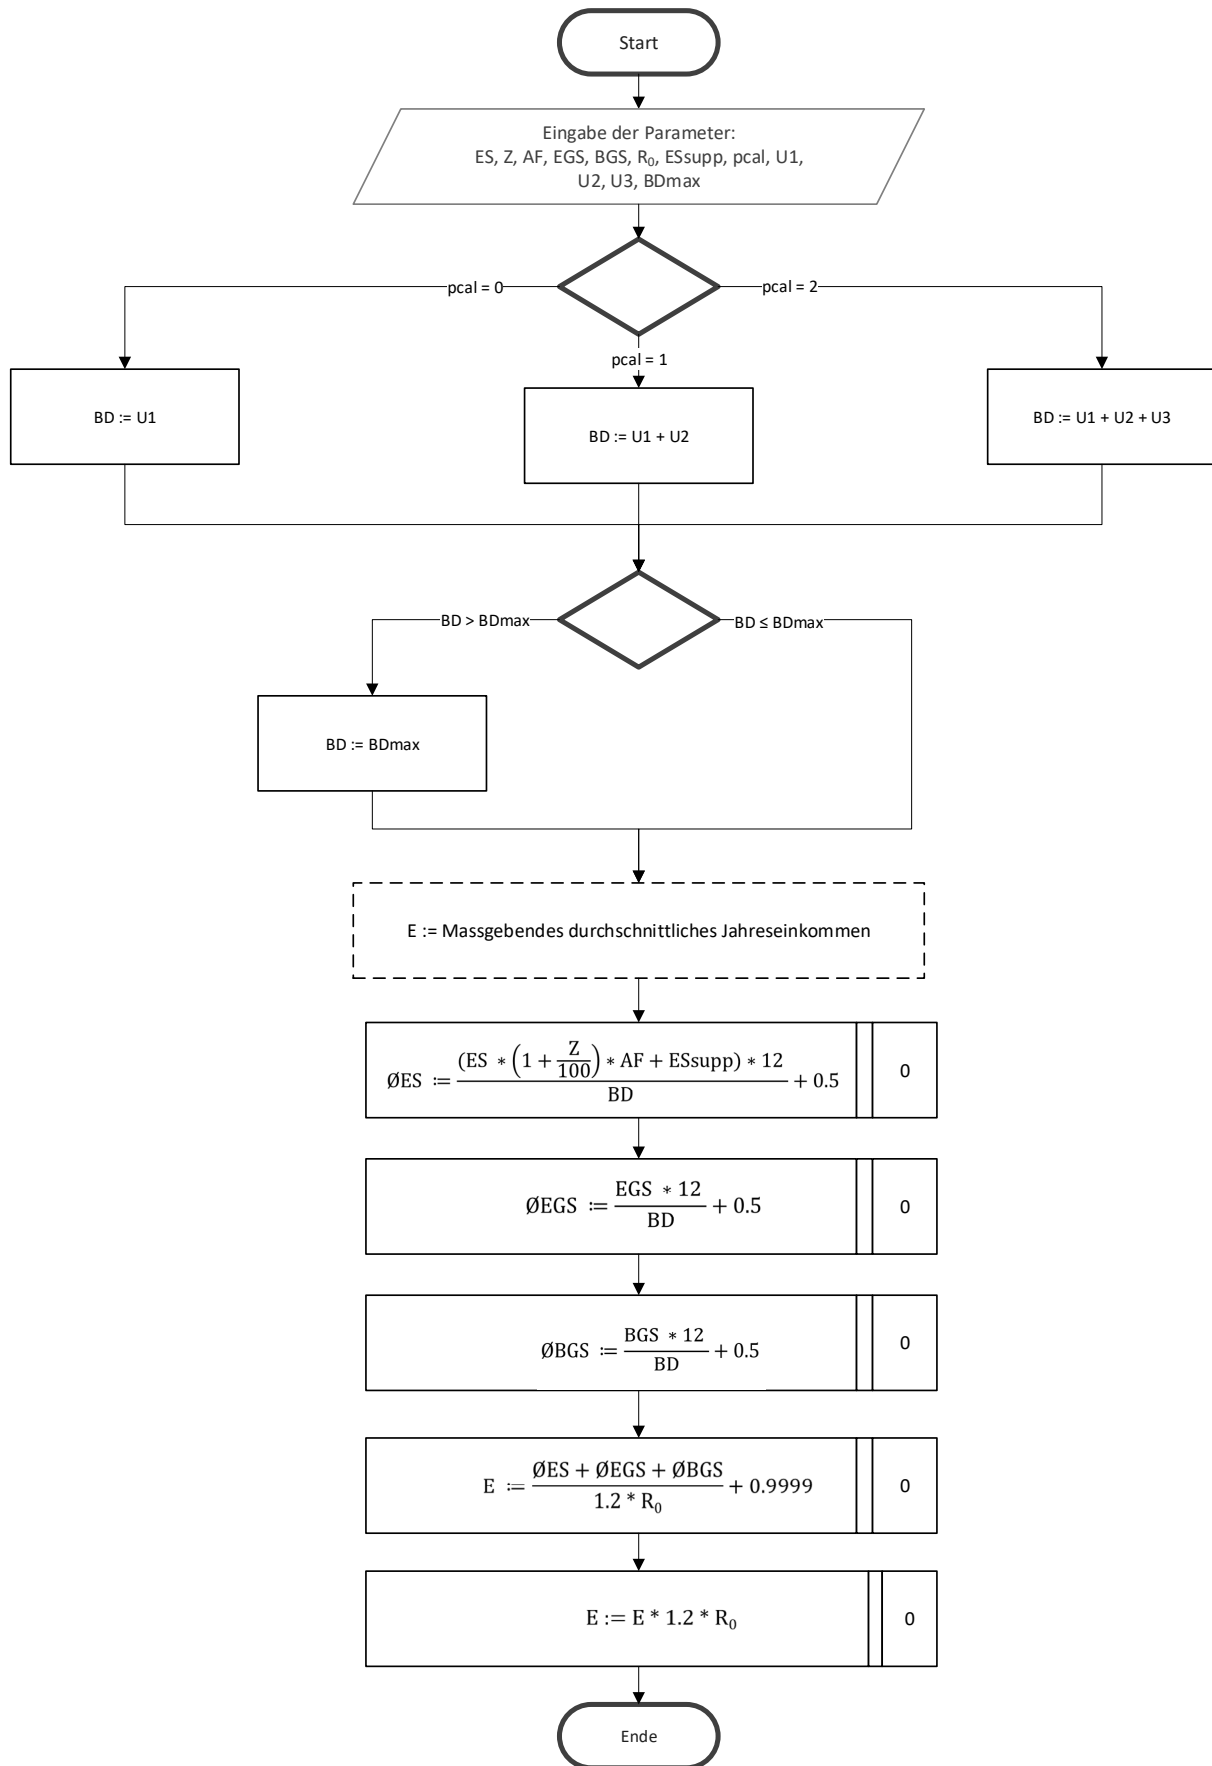 Start
Eingabe der Parameter:
ES, Z, AF, EGS, BGS, R₀, ESsupp, pcal, U1,
U2, U3, BDmax
pcal = 0
pcal = 2
pcal = 1
BD := U1
BD := U1 + U2
BD := U1 + U2 + U3
BD > BDmax
BD ≤ BDmax
BD := BDmax
E := Massgebendes durchschnittliches Jahreseinkommen
ØES := (ES * (1 + Z/100) * AF + ESsupp) * 12 / BD + 0.5
0
ØEGS := EGS * 12 / BD + 0.5
0
ØBGS := BGS * 12 / BD + 0.5
0
E := ØES + ØEGS + ØBGS / 1.2 * R₀ + 0.9999
0
E := E * 1.2 * R₀
0
Ende